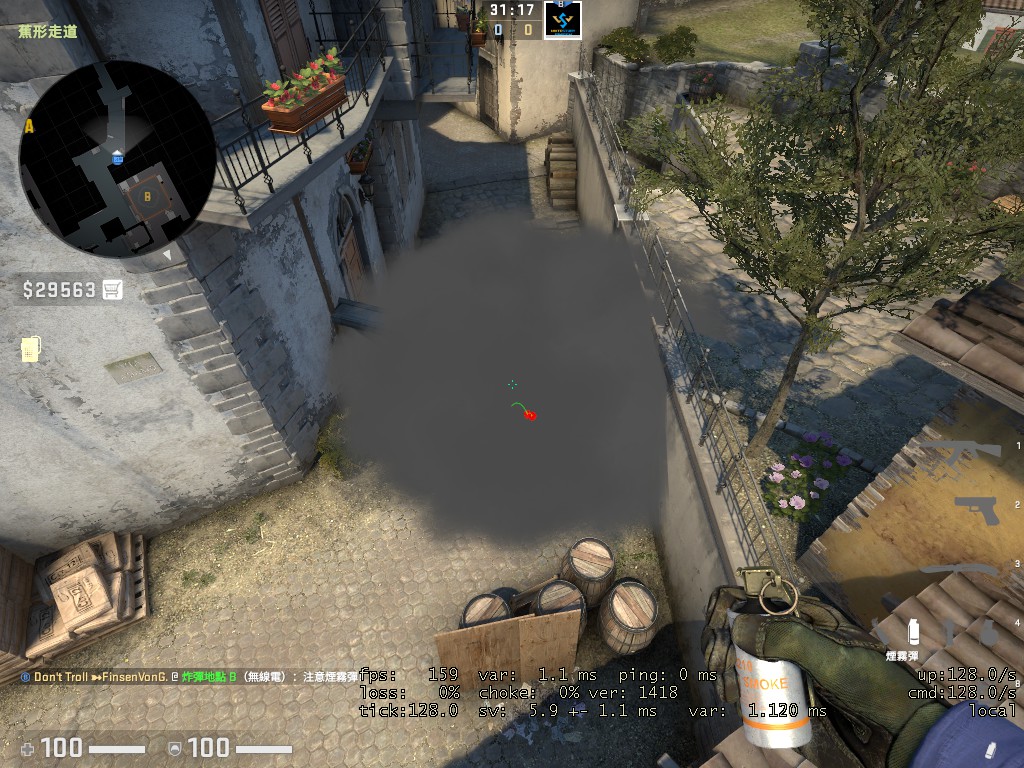 31:17
0 0
蕉形走道
A
B
$29563
1
2
3
4
煙霧彈
SMOKE
Don't Troll ➳FinsenVonG. @ 炸彈地點 B（無線電）：注意煙霧彈
fps: 159 var: 1.1 ms ping: 0 ms up:128.0/s
loss: 0% choke: 0% ver: 1418 cmd:128.0/s
tick:128.0 sv: 5.9 +- 1.1 ms var: 1.120 ms local
100 100